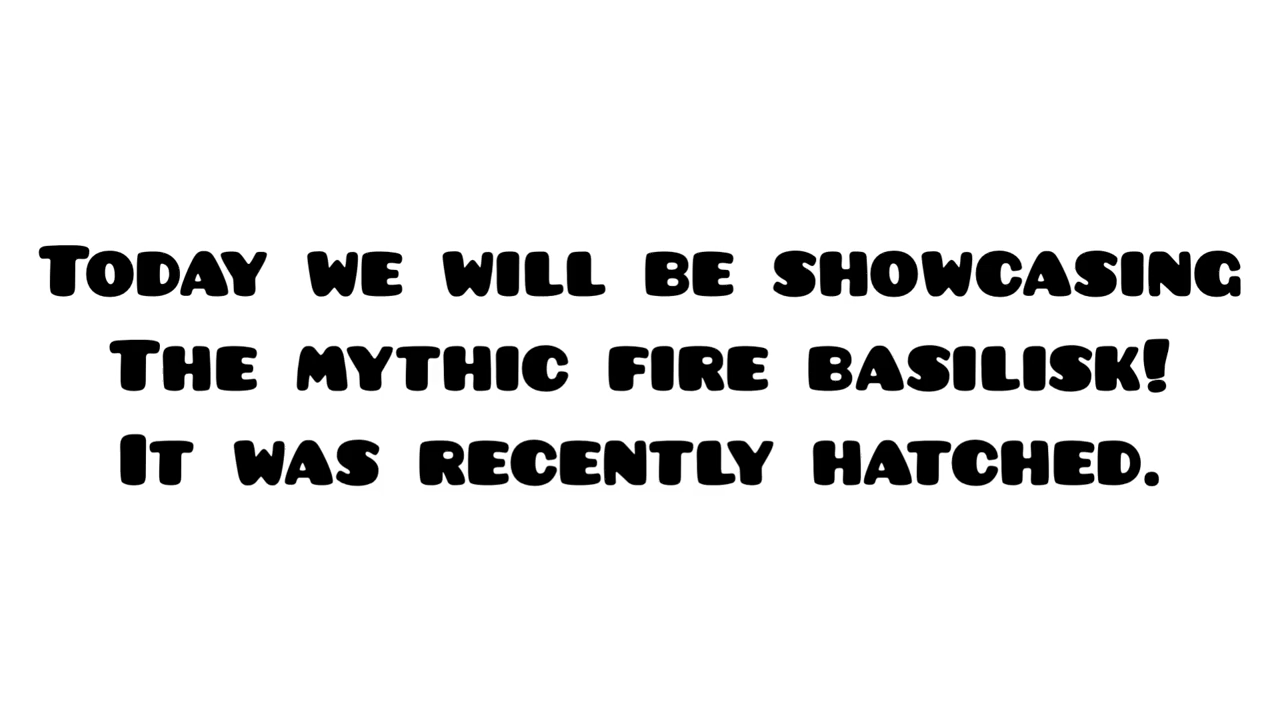 Today we will be showcasing
The mythic fire basilisk!
It was recently hatched.